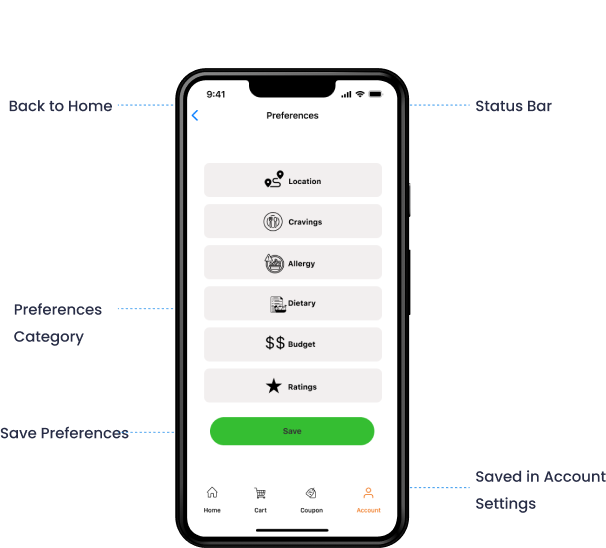 9:41
Back to Home
Status Bar
Preferences
Location
Cravings
Allergy
Dietary
Preferences
Category
$$ Budget
Ratings
Save Preferences
Save
Saved in Account
Settings
Home
Cart
Coupon
Account